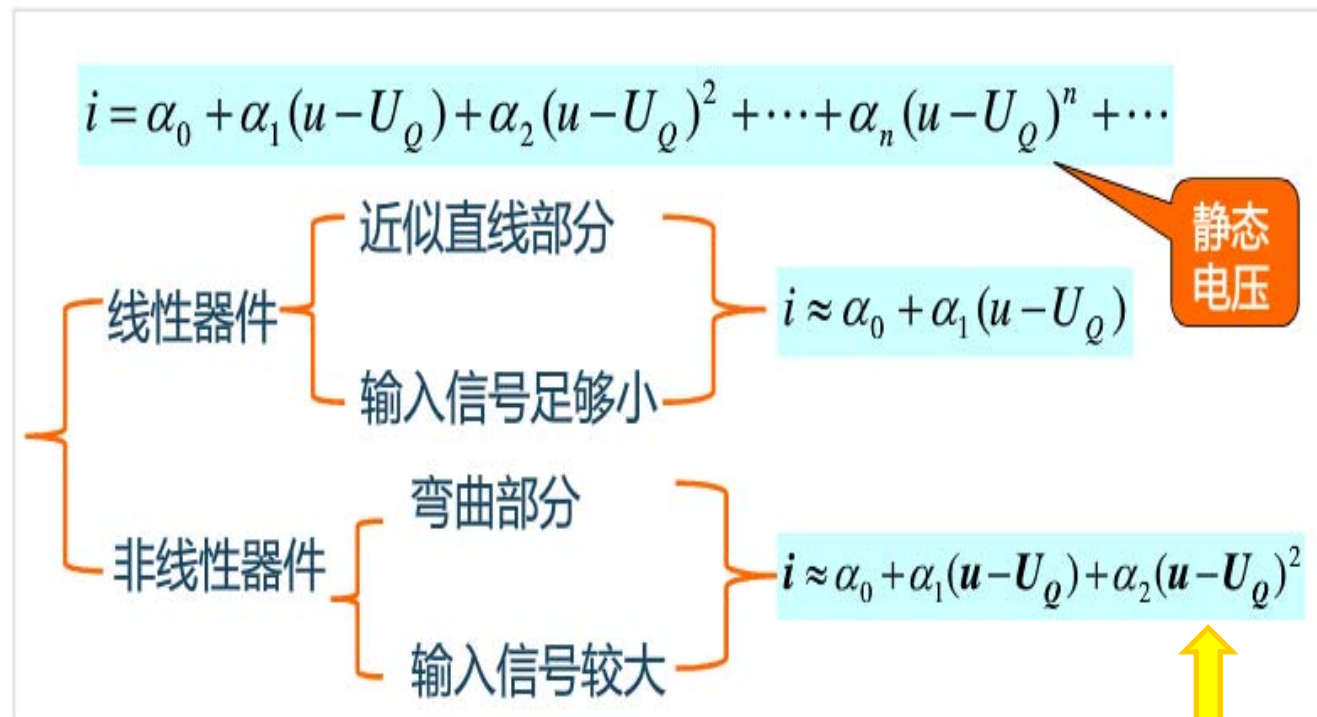 i = α₀ + α₁(u − U_Q) + α₂(u − U_Q)² + ⋯ + αₙ(u − U_Q)ⁿ + ⋯
静态
电压
近似直线部分
线性器件
i ≈ α₀ + α₁(u − U_Q)
输入信号足够小
弯曲部分
非线性器件
i ≈ α₀ + α₁(u − U_Q) + α₂(u − U_Q)²
输入信号较大